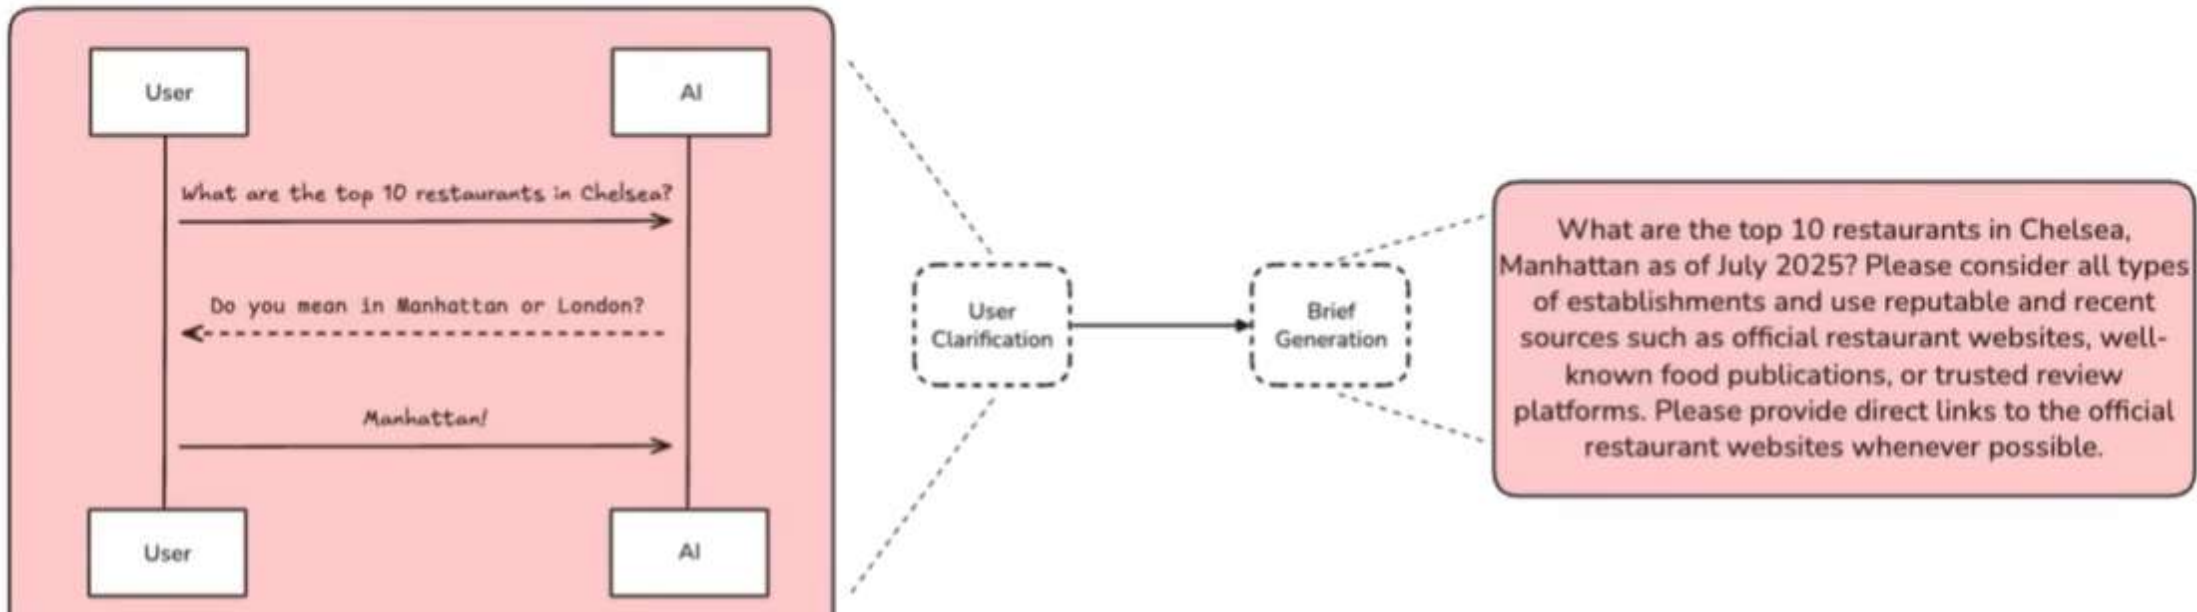 User
AI
What are the top 10 restaurants in Chelsea?
Do you mean in Manhattan or London?
Manhattan!
User
AI
User
Clarification
Brief
Generation
What are the top 10 restaurants in Chelsea,
Manhattan as of July 2025? Please consider all types
of establishments and use reputable and recent
sources such as official restaurant websites, well-
known food publications, or trusted review
platforms. Please provide direct links to the official
restaurant websites whenever possible.